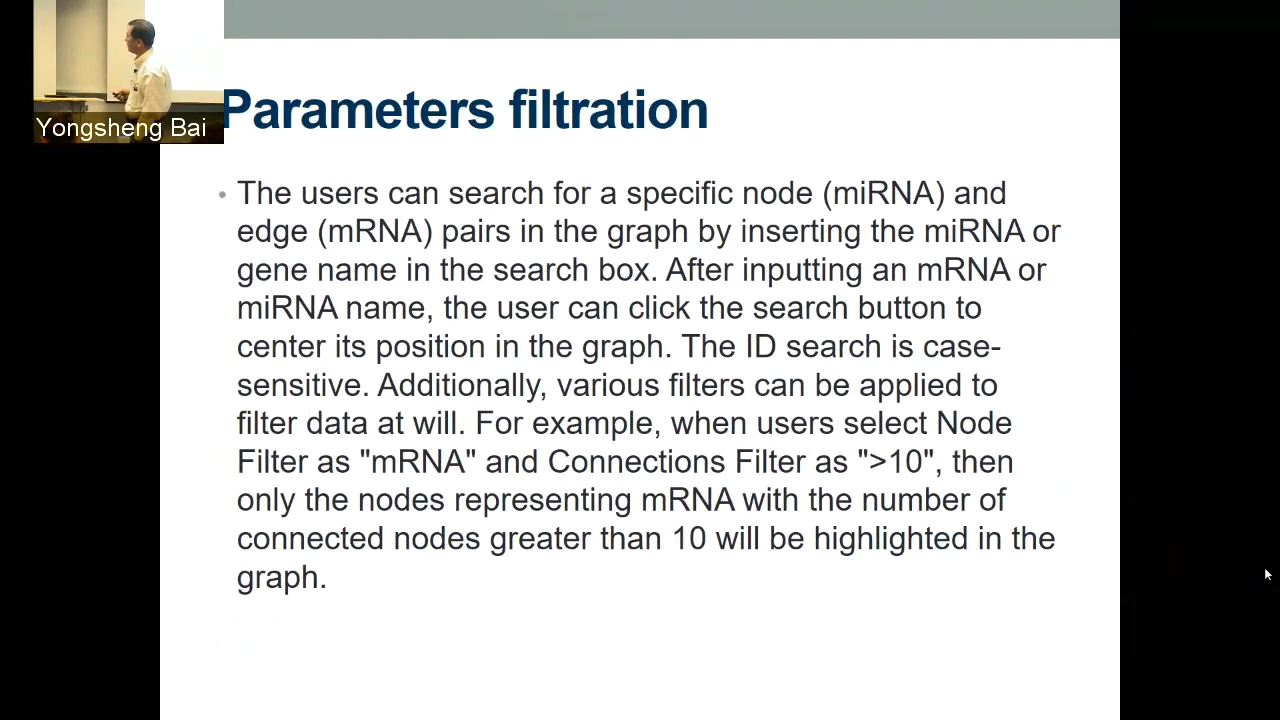 Yongsheng Bai
Parameters filtration
• The users can search for a specific node (miRNA) and
edge (mRNA) pairs in the graph by inserting the miRNA or
gene name in the search box. After inputting an mRNA or
miRNA name, the user can click the search button to
center its position in the graph. The ID search is case-
sensitive. Additionally, various filters can be applied to
filter data at will. For example, when users select Node
Filter as "mRNA" and Connections Filter as ">10", then
only the nodes representing mRNA with the number of
connected nodes greater than 10 will be highlighted in the
graph.